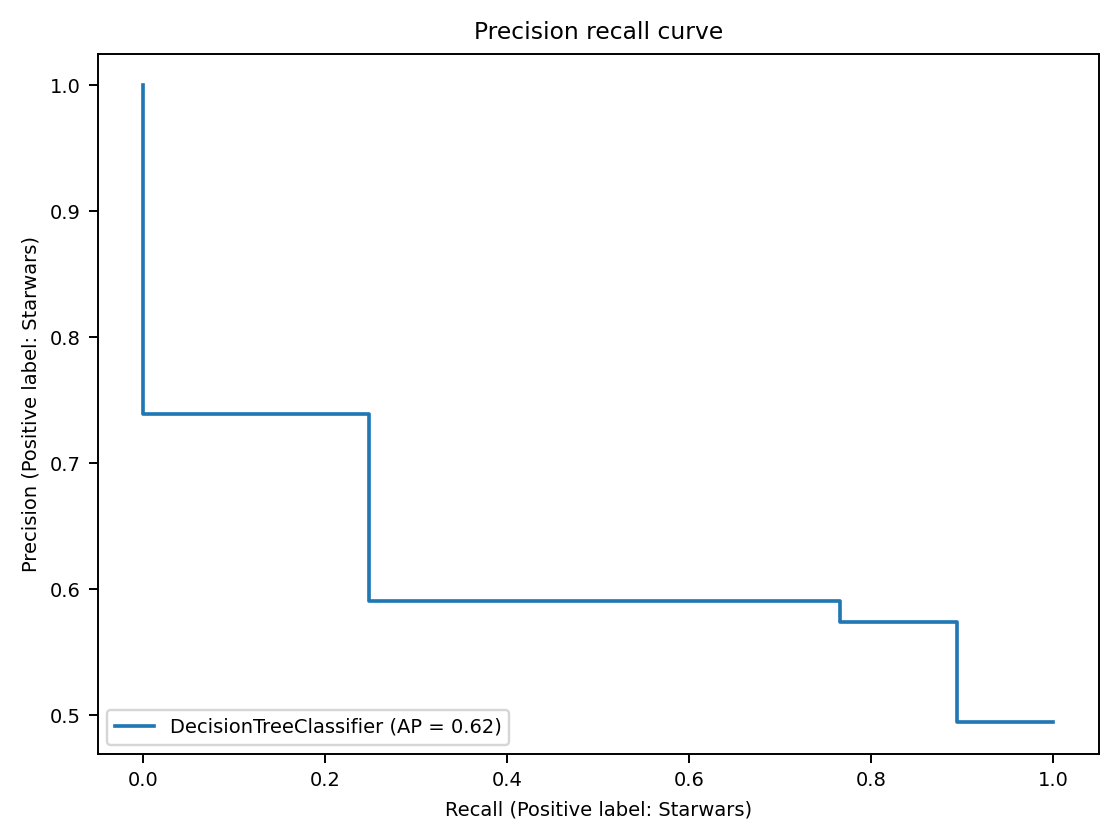 Precision recall curve
Precision (Positive label: Starwars)
1.0
0.9
0.8
0.7
0.6
0.5
DecisionTreeClassifier (AP = 0.62)
0.0 0.2 0.4 0.6 0.8 1.0
Recall (Positive label: Starwars)